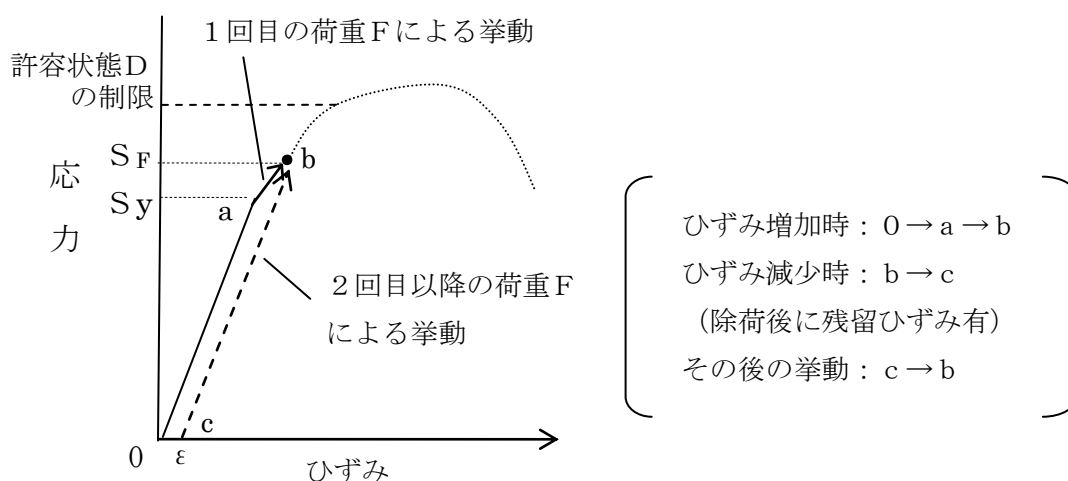 １回目の荷重Ｆによる挙動
許容状態Ｄ
の制限
応
力
ＳF
Ｓy
a
b
２回目以降の荷重Ｆ
による挙動
c
0
ε
ひずみ
ひずみ増加時：０→ａ→ｂ
ひずみ減少時：ｂ→ｃ
（除荷後に残留ひずみ有）
その後の挙動：ｃ→ｂ